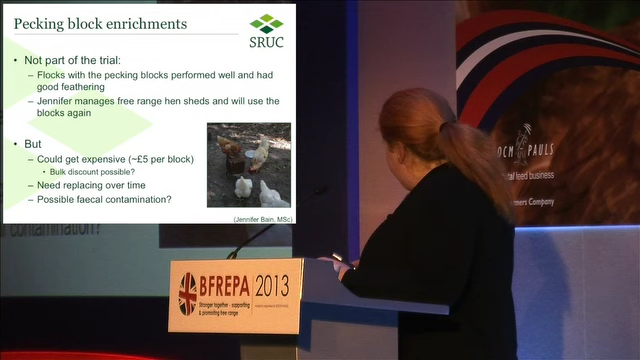 Pecking block enrichments
SRUC
• Not part of the trial:
– Flocks with the pecking blocks performed well and had
good feathering
– Jennifer manages free range hen sheds and will use the
blocks again
• But
– Could get expensive (~£5 per block)
• Bulk discount possible?
– Need replacing over time
– Possible faecal contamination?
(Jennifer Bain, MSc)
contamination?
PAULS
feed business
Company
BFREPA 2013
Stronger together - supporting
& promoting free range